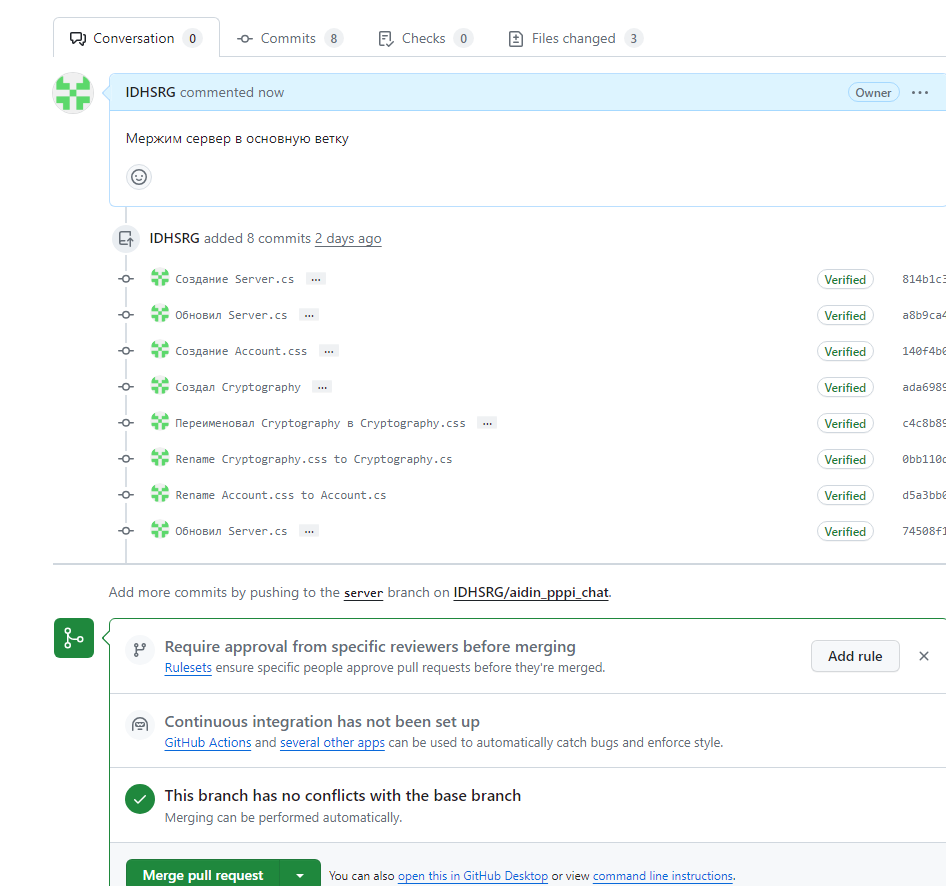 Conversation 0 Commits 8 Checks 0 Files changed 3
IDHSRG commented now Owner ...
Мержим сервер в основную ветку
IDHSRG added 8 commits 2 days ago
Создание Server.cs ... Verified 814b1c3
Обновил Server.cs ... Verified a8b9ca4
Создание Account.css ... Verified 140f4b0
Создал Cryptography ... Verified ada6989
Переименовал Cryptography в Cryptography.css ... Verified c4c8b89
Rename Cryptography.css to Cryptography.cs Verified 0bb110
Rename Account.css to Account.cs Verified d5a3bb0
Обновил Server.cs ... Verified 74508f1
Add more commits by pushing to the server branch on IDHSRG/aidin_pppi_chat.
Require approval from specific reviewers before merging
Rulesets ensure specific people approve pull requests before they're merged.
Add rule
Continuous integration has not been set up
GitHub Actions and several other apps can be used to automatically catch bugs and enforce style.
This branch has no conflicts with the base branch
Merging can be performed automatically.
Merge pull request You can also open this in GitHub Desktop or view command line instructions.